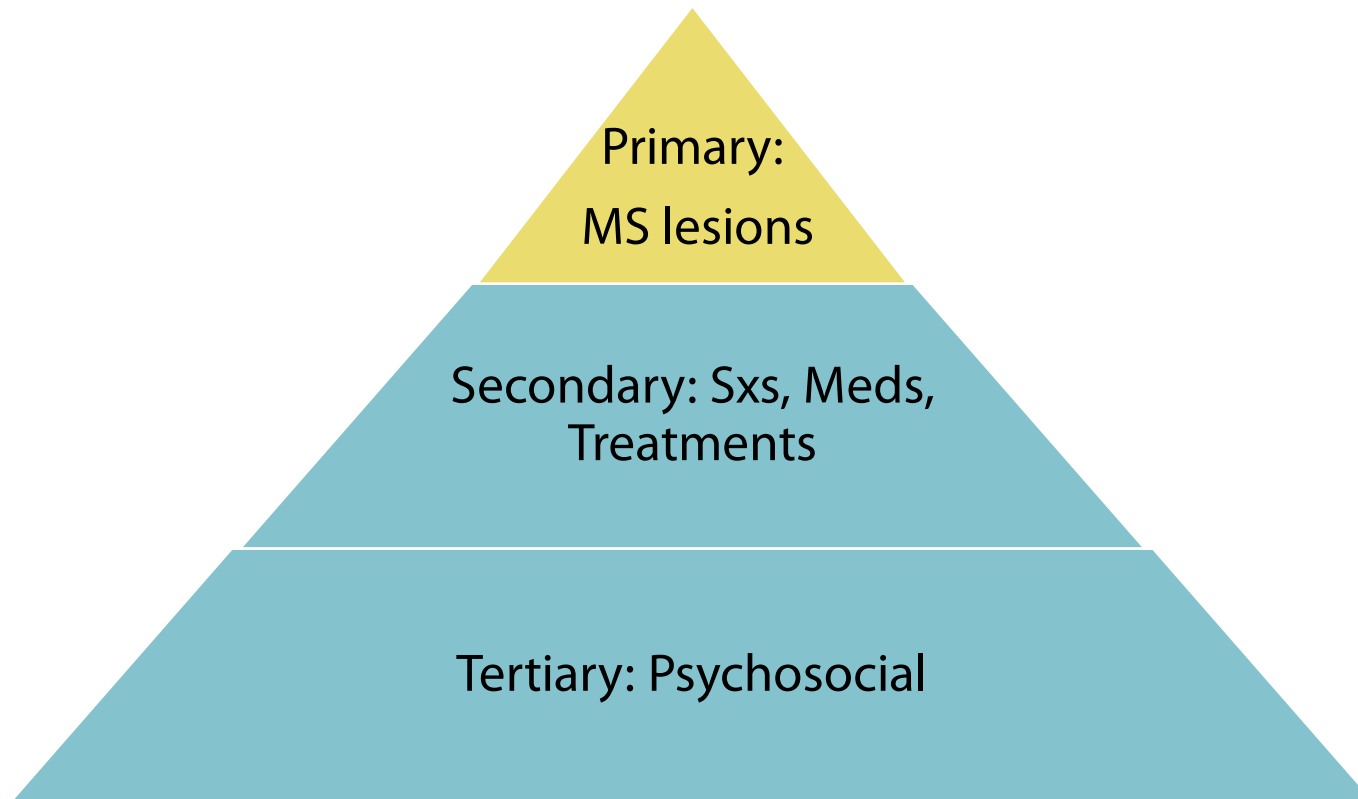 Primary:
MS lesions
Secondary: Sxs, Meds,
Treatments
Tertiary: Psychosocial